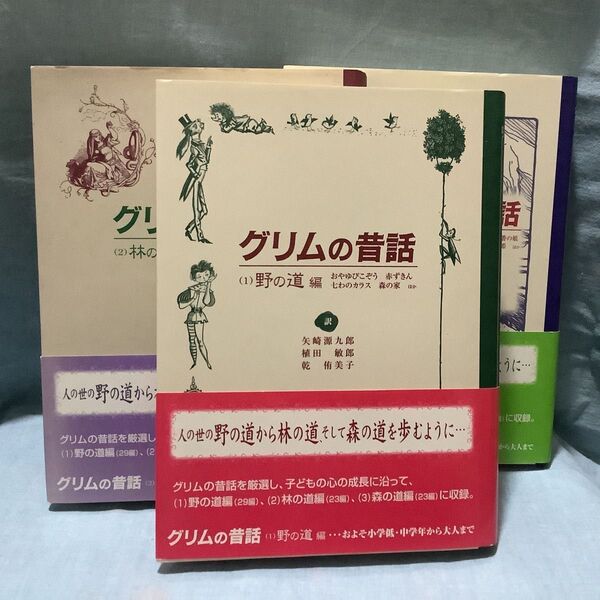 グリムの昔話
(1) 野の道 編
おやゆびこぞう 赤ずきん
七わのカラス 森の家 ほか
訳
矢崎源九郎
植田 敏郎
乾 侑美子
人の世の野の道から林の道そして森の道を歩むように…
グリムの昔話を厳選し、子どもの心の成長に沿って、
(1)野の道編(29編)、(2)林の道編(23編)、(3)森の道編(23編)に収録。
グリムの昔話 (1) 野の道 編 …およそ小学低・中学年から大人まで
グリ
(2) 林の
人の世の野の道から
グリムの昔話を厳選し
(1)野の道編(29編)、(2
グリムの昔話 (2)
話
ように…
に収録。
から大人まで